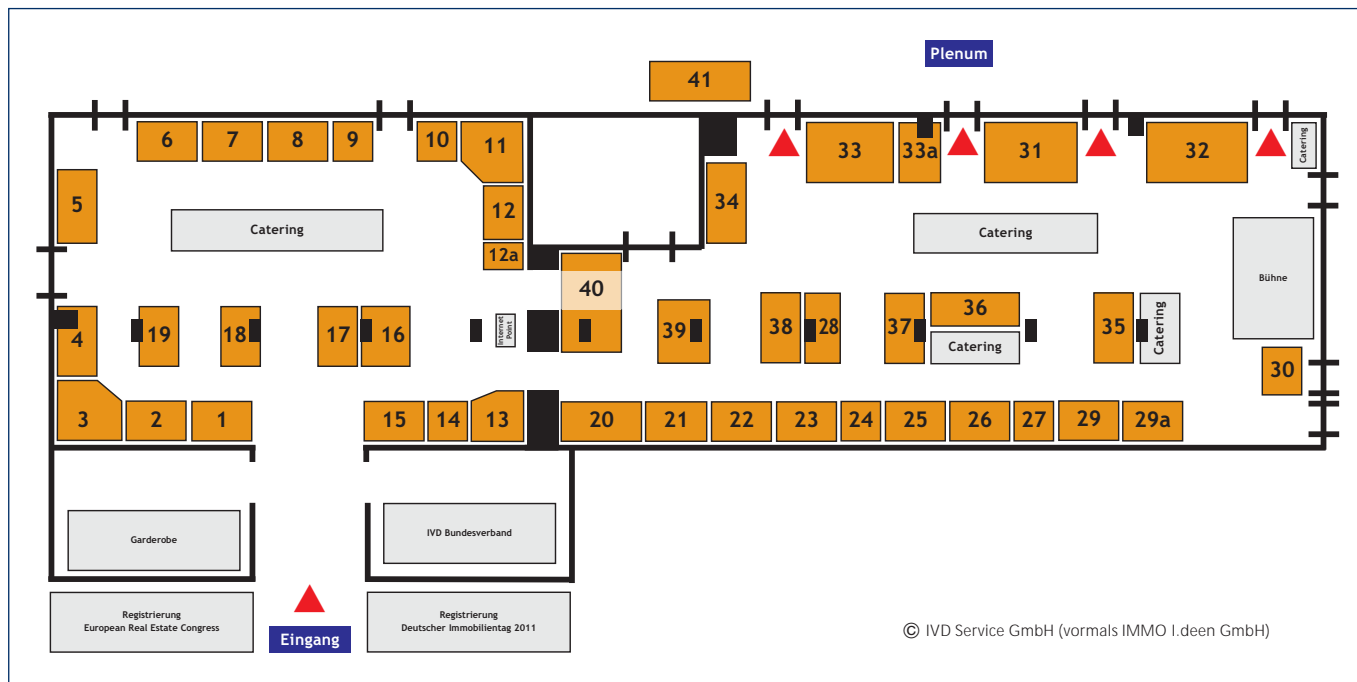 Plenum
41
6
7
8
9
10
11
33
33a
31
32
Catering
5
12
34
Catering
Catering
12a
Bühne
40
4
19
18
17
16
Internet
Point
39
38
28
37
36
Catering
35
Catering
30
3
2
1
15
14
13
20
21
22
23
24
25
26
27
29
29a
Garderobe
IVD Bundesverband
Registrierung
European Real Estate Congress
Registrierung
Deutscher Immobilientag 2011
Eingang
© IVD Service GmbH (vormals IMMO I.deen GmbH)